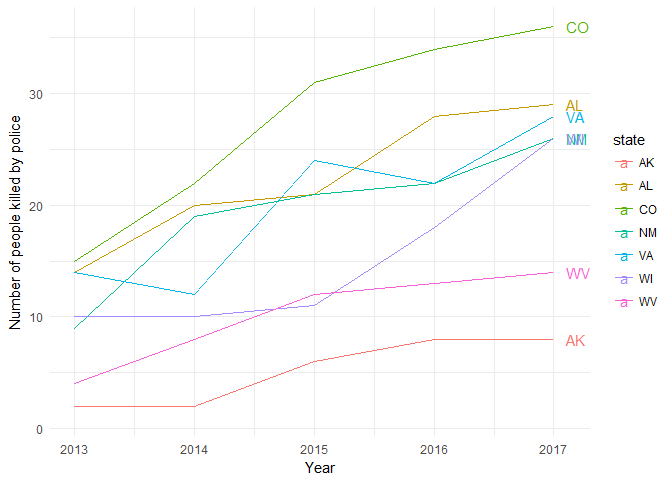 Number of people killed by police
30
20
10
0
2013 2014 2015 2016 2017
Year
CO
AL
VA
NM
WV
AK
state
a AK
a AL
a CO
a NM
a VA
a WI
a WV